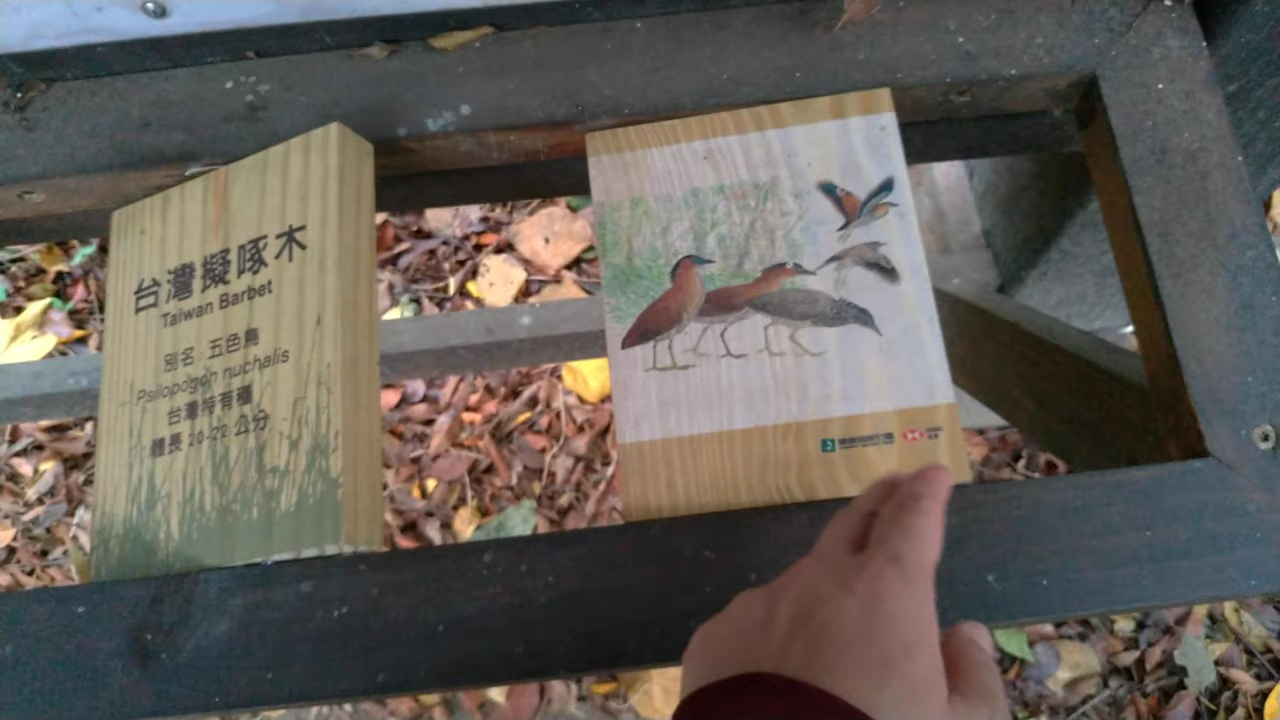 台灣擬啄木
Taiwan Barbet
別名：五色鳥
Psilopogon nuchalis
台灣特有種
體長 20-22 公分